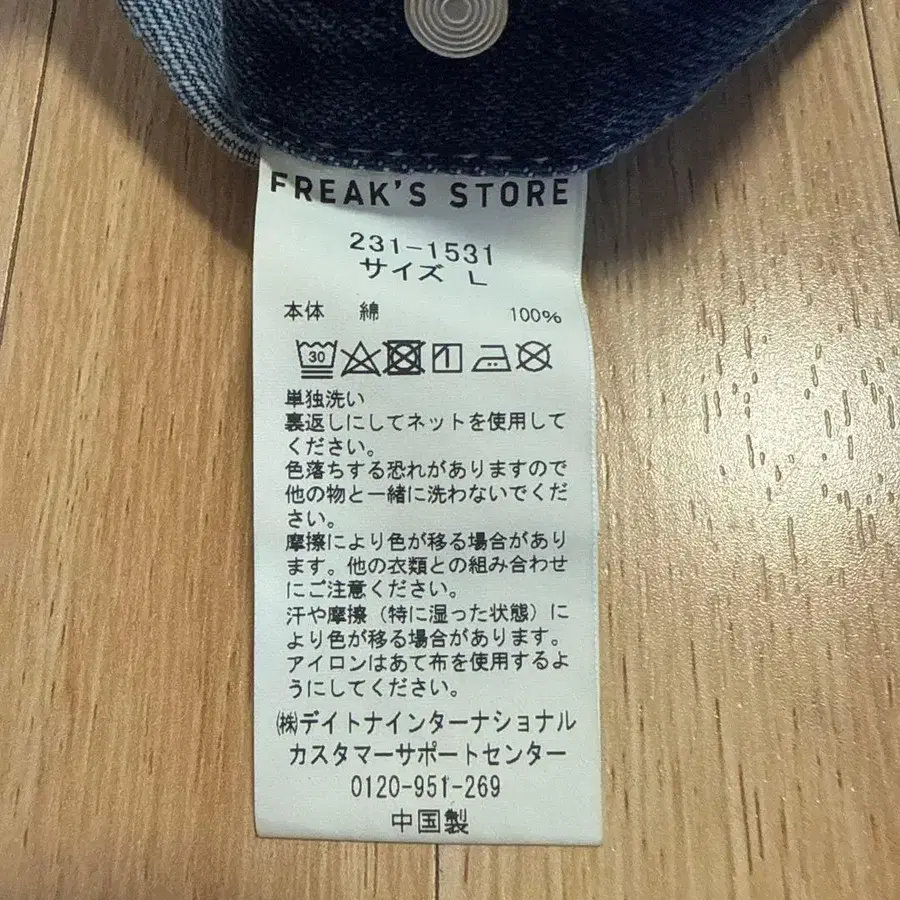 FREAK'S STORE
231-1531
サイズ L
本体 綿 100%
30
単独洗い
裏返しにしてネットを使用して
ください。
色落ちする恐れがありますので
他の物と一緒に洗わないでくだ
さい。
摩擦により色が移る場合があり
ます。他の衣類との組み合わせ
にご注意ください。
汗や摩擦（特に湿った状態）に
より色が移る場合があります。
アイロンはあて布を使用するよ
うにしてください。
㈱デイトナインターナショナル
カスタマーサポートセンター
0120-951-269
中国製